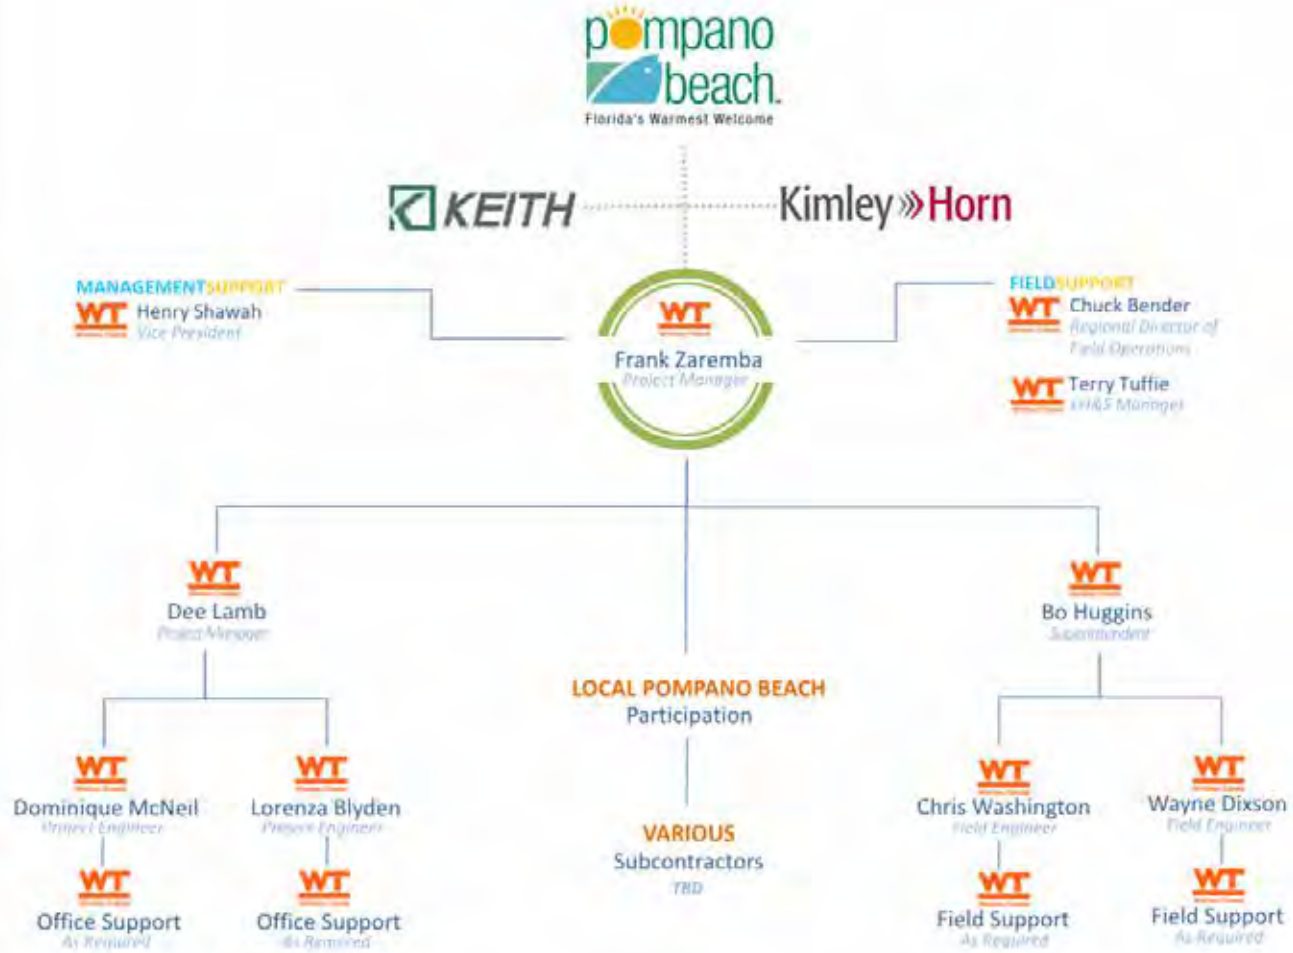 pompano
beach.
Florida's Warmest Welcome
KEITH
Kimley»Horn
MANAGEMENTSUPPORT
WT
Henry Shawah
Vice President
FIELDSUPPORT
WT
Chuck Bender
Regional Director of
Field Operations
WT
Terry Tuffie
EH&S Manager
WT
Frank Zaremba
Project Manager
WT
Dee Lamb
Project Manager
WT
Bo Huggins
Superintendent
LOCAL POMPANO BEACH
Participation
WT
Dominique McNeil
Project Engineer
WT
Lorenza Blyden
Project Engineer
WT
Chris Washington
Field Engineer
WT
Wayne Dixson
Field Engineer
VARIOUS
Subcontractors
TBD
WT
Office Support
As Required
WT
Office Support
As Required
WT
Field Support
As Required
WT
Field Support
As Required